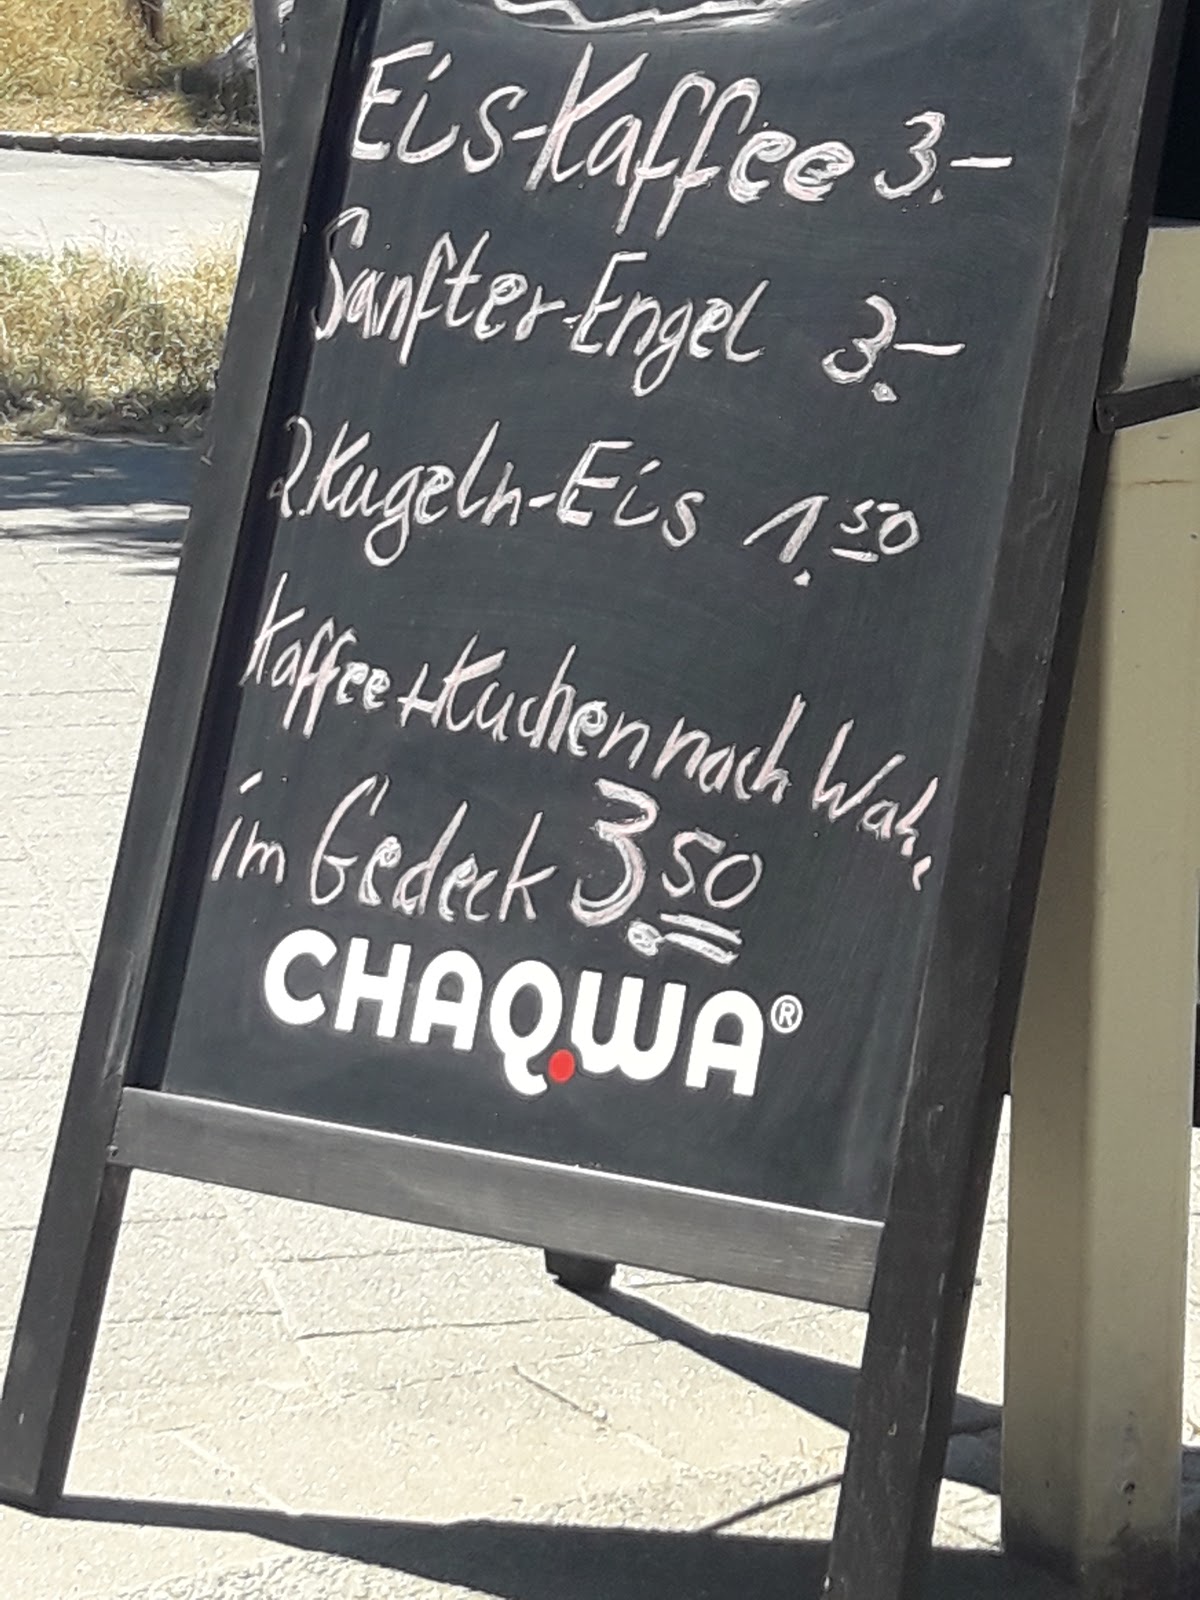 Eis-Kaffee 3.-
Sanfter-Engel 3.-
2 Kugeln-Eis 1.50
Kaffee + Kuchen nach Wahl
im Gedeck 3.50
CHAQWA®